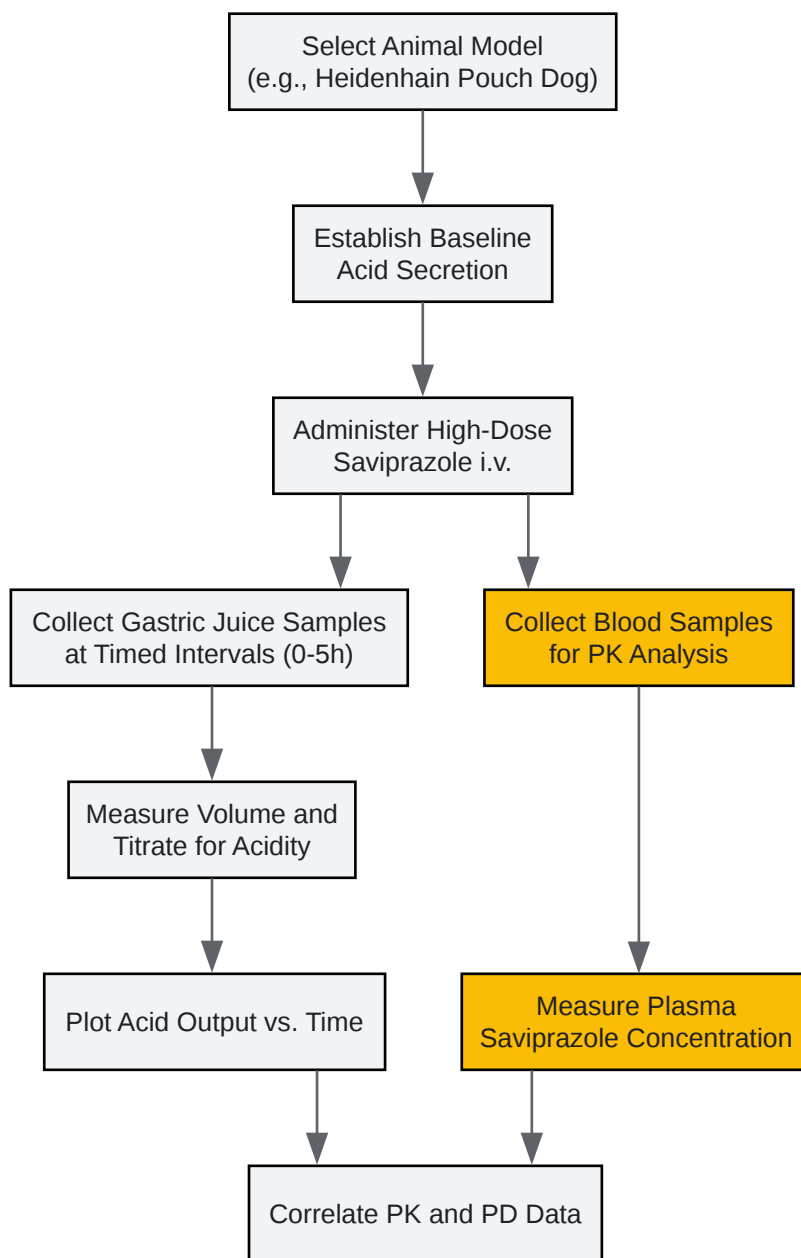 Select Animal Model
(e.g., Heidenhain Pouch Dog)
Establish Baseline
Acid Secretion
Administer High-Dose
Saviprazole i.v.
Collect Gastric Juice Samples
at Timed Intervals (0-5h)
Collect Blood Samples
for PK Analysis
Measure Volume and
Titrate for Acidity
Plot Acid Output vs. Time
Measure Plasma
Saviprazole Concentration
Correlate PK and PD Data